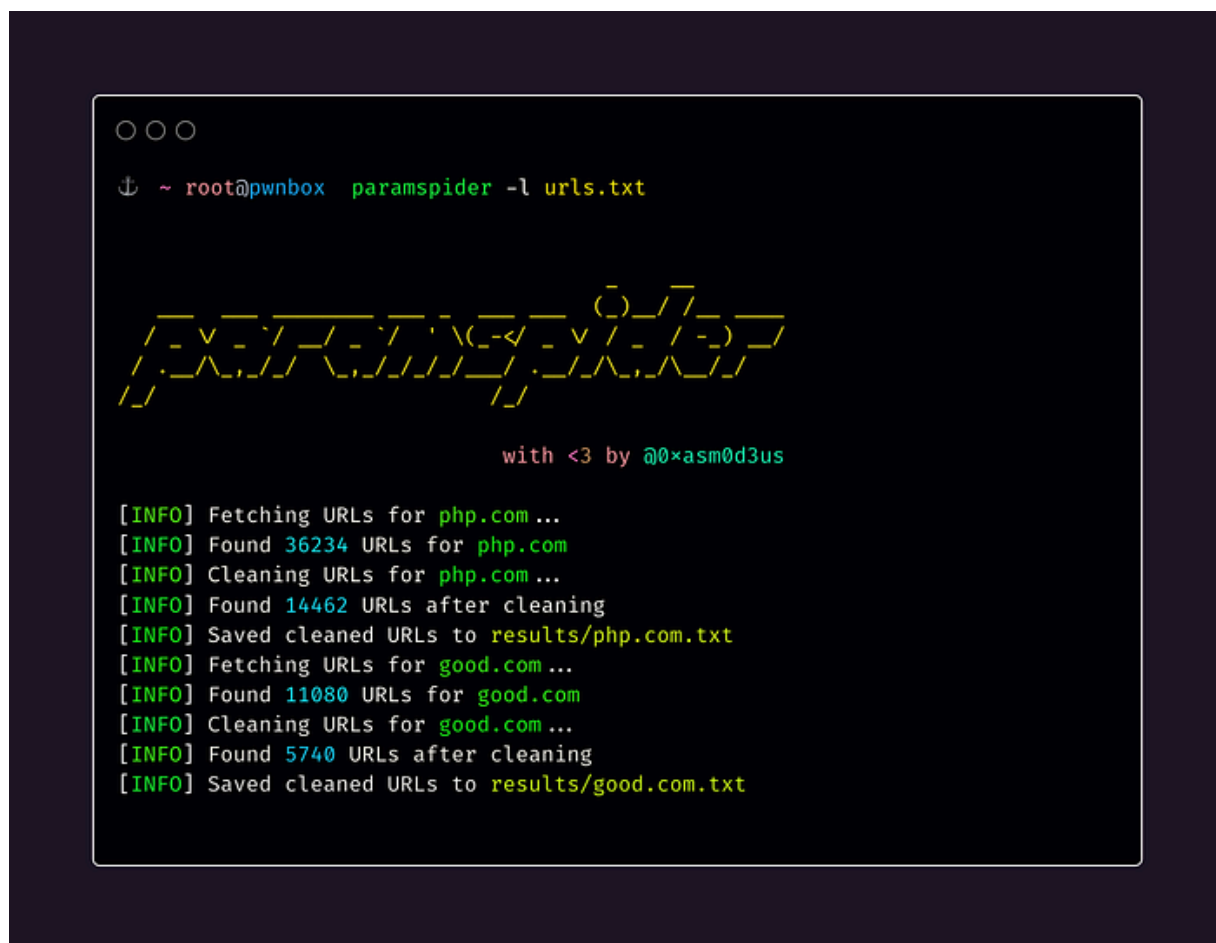 ~ root@pwnbox paramspider -l urls.txt
paramspider
with <3 by @0×asm0d3us
[INFO] Fetching URLs for php.com...
[INFO] Found 36234 URLs for php.com
[INFO] Cleaning URLs for php.com...
[INFO] Found 14462 URLs after cleaning
[INFO] Saved cleaned URLs to results/php.com.txt
[INFO] Fetching URLs for good.com...
[INFO] Found 11080 URLs for good.com
[INFO] Cleaning URLs for good.com...
[INFO] Found 5740 URLs after cleaning
[INFO] Saved cleaned URLs to results/good.com.txt